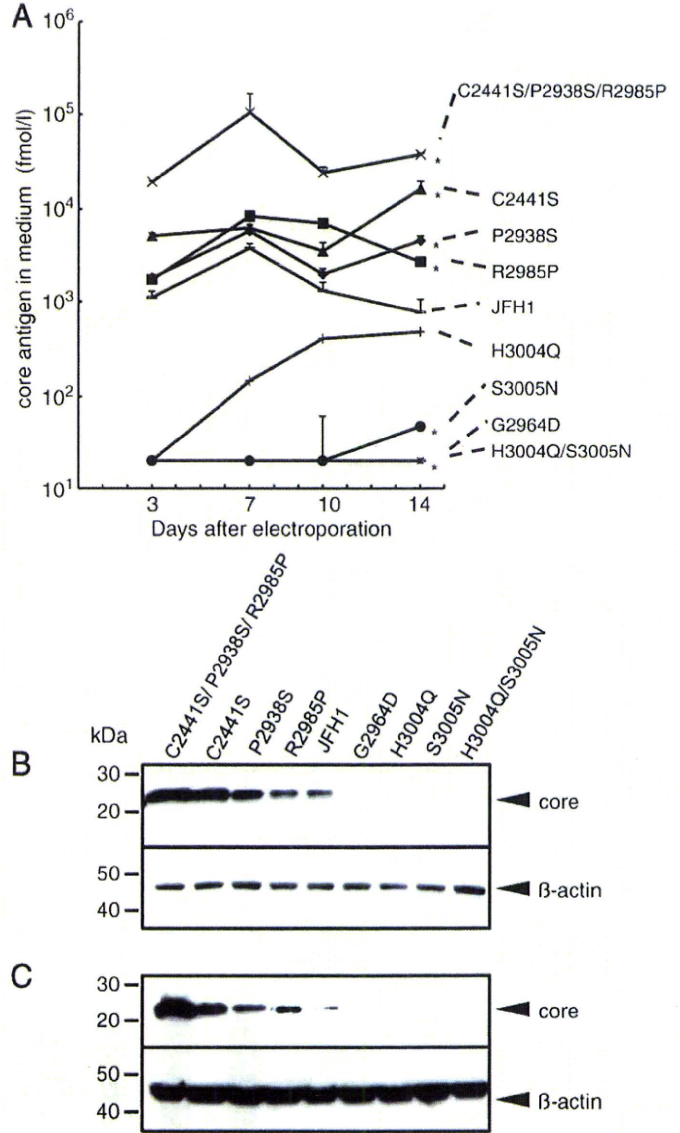 A
core antigen in medium (fmol/l)
10⁶
10⁵
10⁴
10³
10²
10¹
3 7 10 14
Days after electroporation
C2441S/P2938S/R2985P
C2441S
P2938S
R2985P
JFH1
H3004Q
S3005N
G2964D
H3004Q/S3005N
*
*
*
*
*
*
B
kDa
C2441S/ P2938S/ R2985P
C2441S
P2938S
R2985P
JFH1
G2964D
H3004Q
S3005N
H3004Q/S3005N
30
20
core
50
40
ß-actin
C
30
20
core
50
40
ß-actin